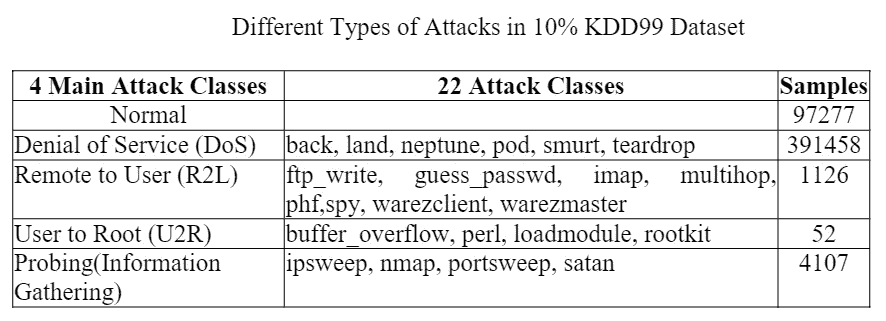 Different Types of Attacks in 10% KDD99 Dataset
4 Main Attack Classes 22 Attack Classes Samples
Normal 97277
Denial of Service (DoS) back, land, neptune, pod, smurt, teardrop 391458
Remote to User (R2L) ftp_write, guess_passwd, imap, multihop, 1126
phf,spy, warezclient, warezmaster
User to Root (U2R) buffer_overflow, perl, loadmodule, rootkit 52
Probing(Information ipsweep, nmap, portsweep, satan 4107
Gathering)